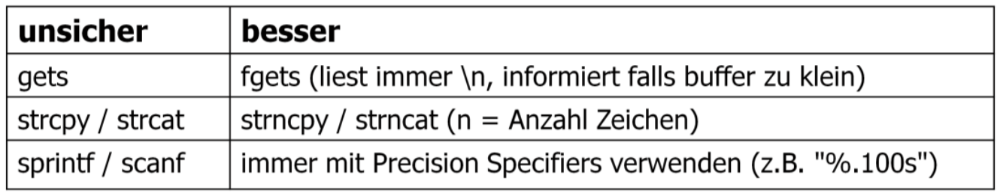 unsicher besser
gets fgets (liest immer \n, informiert falls buffer zu klein)
strcpy / strcat strncpy / strncat (n = Anzahl Zeichen)
sprintf / scanf immer mit Precision Specifiers verwenden (z.B. "%.100s")